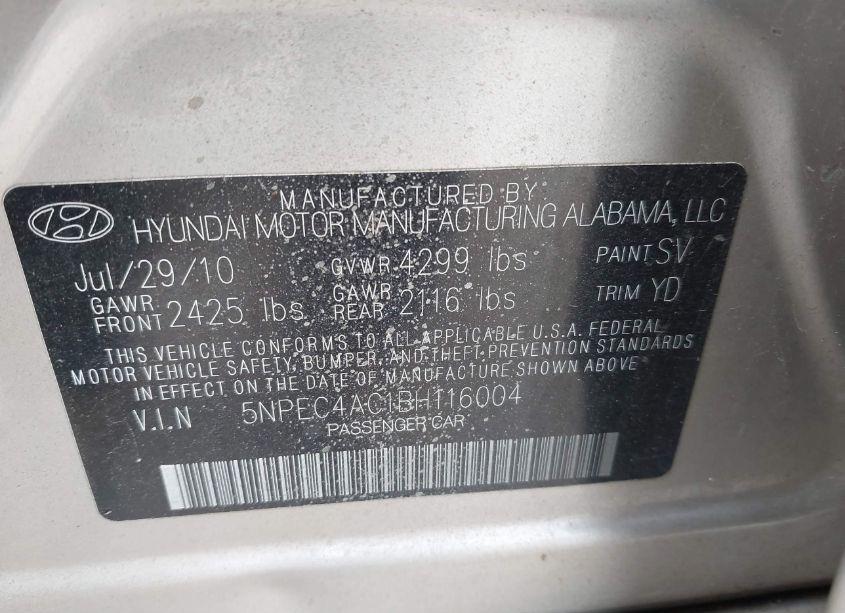 MANUFACTURED BY
HYUNDAI MOTOR MANUFACTURING ALABAMA, LLC
Jul/29/10 GVWR 4299 lbs PAINT SV
GAWR FRONT 2425 lbs GAWR REAR 2116 lbs TRIM YD
THIS VEHICLE CONFORMS TO ALL APPLICABLE U.S.A. FEDERAL
MOTOR VEHICLE SAFETY, BUMPER, AND THEFT PREVENTION STANDARDS
IN EFFECT ON THE DATE OF MANUFACTURE SHOWN ABOVE
V.I.N 5NPEC4AC1BH116004
PASSENGER CAR